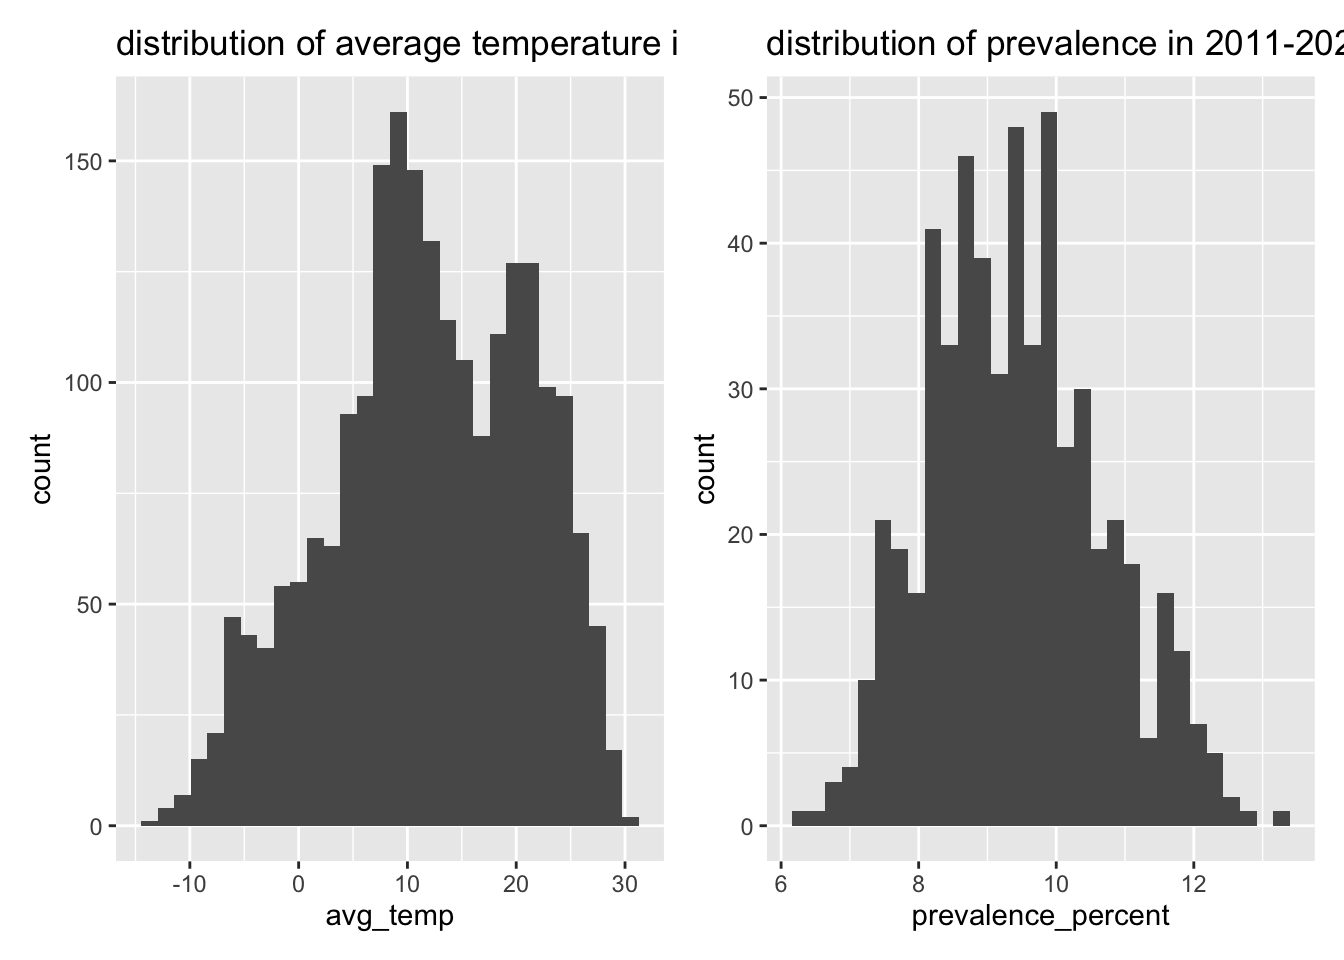 distribution of average temperature i
150
100
50
0
count
-10 0 10 20 30
avg_temp
distribution of prevalence in 2011-202
50
40
30
20
10
0
count
6 8 10 12
prevalence_percent